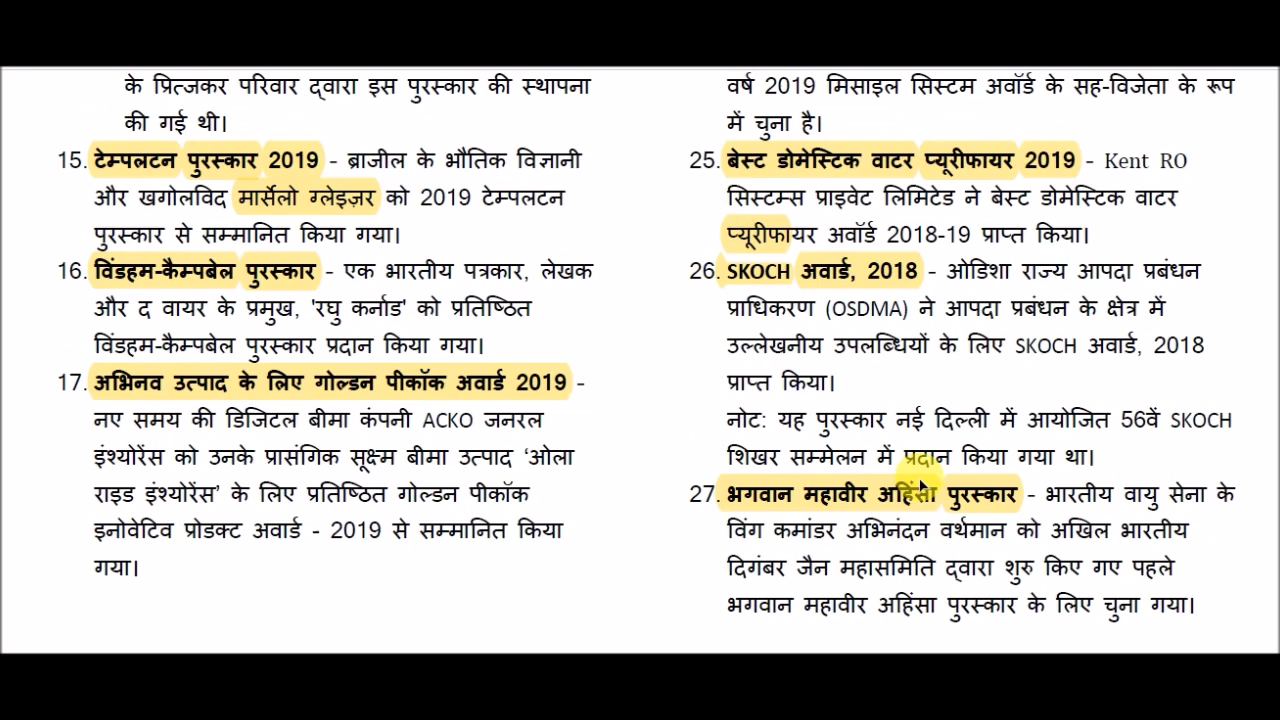 के प्रित्जकर परिवार द्वारा इस पुरस्कार की स्थापना
की गई थी।
15. टेम्पलटन पुरस्कार 2019 - ब्राजील के भौतिक विज्ञानी
और खगोलविद मार्सेलो ग्लेइज़र को 2019 टेम्पलटन
पुरस्कार से सम्मानित किया गया।
16. विंडहम-कैम्पबेल पुरस्कार - एक भारतीय पत्रकार, लेखक
और द वायर के प्रमुख, 'रघु कर्नाड' को प्रतिष्ठित
विंडहम-कैम्पबेल पुरस्कार प्रदान किया गया।
17. अभिनव उत्पाद के लिए गोल्डन पीकॉक अवार्ड 2019 -
नए समय की डिजिटल बीमा कंपनी ACKO जनरल
इंश्योरेंस को उनके प्रासंगिक सूक्ष्म बीमा उत्पाद ‘ओला
राइड इंश्योरेंस’ के लिए प्रतिष्ठित गोल्डन पीकॉक
इनोवेटिव प्रोडक्ट अवार्ड - 2019 से सम्मानित किया
गया।
वर्ष 2019 मिसाइल सिस्टम अवॉर्ड के सह-विजेता के रूप
में चुना है।
25. बेस्ट डोमेस्टिक वाटर प्यूरीफायर 2019 - Kent RO
सिस्टम्स प्राइवेट लिमिटेड ने बेस्ट डोमेस्टिक वाटर
प्यूरीफायर अवॉर्ड 2018-19 प्राप्त किया।
26. SKOCH अवार्ड, 2018 - ओडिशा राज्य आपदा प्रबंधन
प्राधिकरण (OSDMA) ने आपदा प्रबंधन के क्षेत्र में
उल्लेखनीय उपलब्धियों के लिए SKOCH अवार्ड, 2018
प्राप्त किया।
नोट: यह पुरस्कार नई दिल्ली में आयोजित 56वें SKOCH
शिखर सम्मेलन में प्रदान किया गया था।
27. भगवान महावीर अहिंसा पुरस्कार - भारतीय वायु सेना के
विंग कमांडर अभिनंदन वर्थमान को अखिल भारतीय
दिगंबर जैन महासमिति द्वारा शुरु किए गए पहले
भगवान महावीर अहिंसा पुरस्कार के लिए चुना गया।